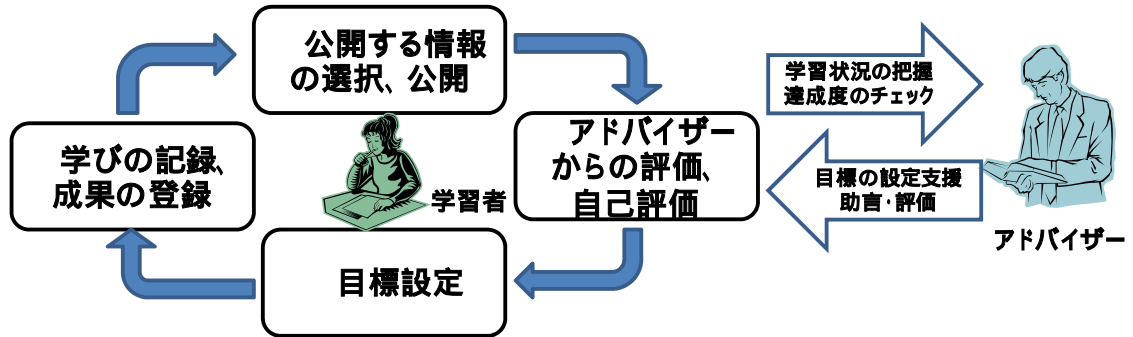 公開する情報
の選択、公開
学習状況の把握
達成度のチェック
アドバイザー
からの評価、
自己評価
学びの記録、
成果の登録
学習者
目標の設定支援
助言・評価
アドバイザー
目標設定